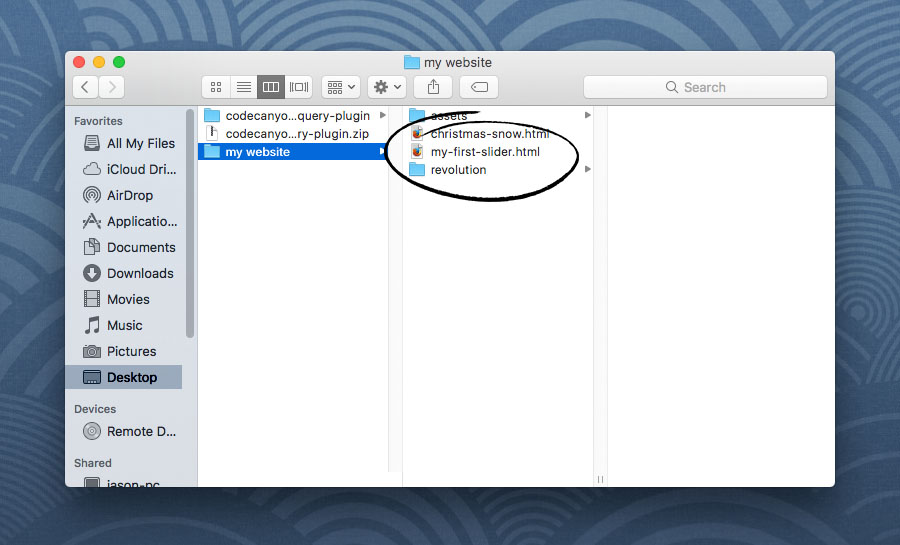 my website
Search
Favorites
All My Files
iCloud Dri...
AirDrop
Applicatio...
Documents
Downloads
Movies
Music
Pictures
Desktop
Devices
Remote D...
Shared
jason-pc
codecanyo...query-plugin
codecanyo...ry-plugin.zip
my website
assets
christmas-snow.html
my-first-slider.html
revolution